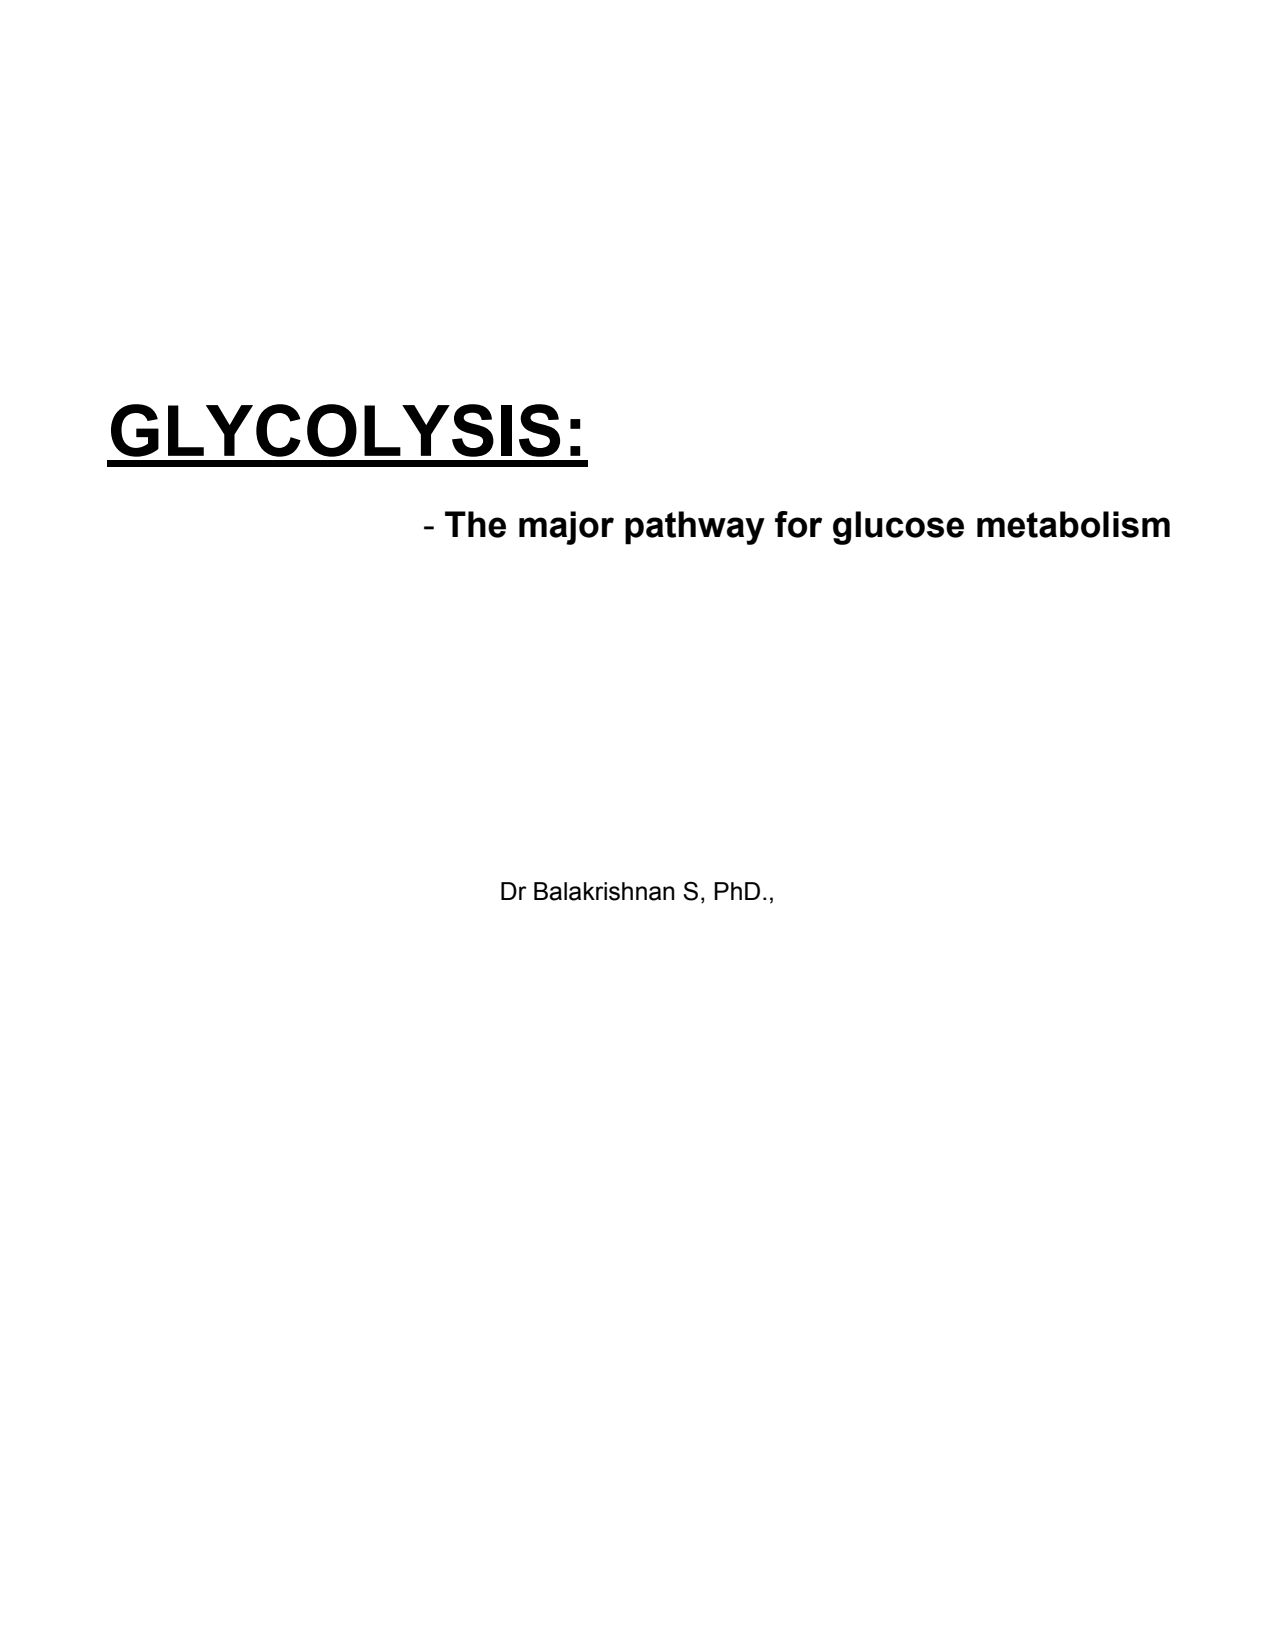 GLYCOLYSIS:
- The major pathway for glucose metabolism
Dr Balakrishnan S, PhD.,